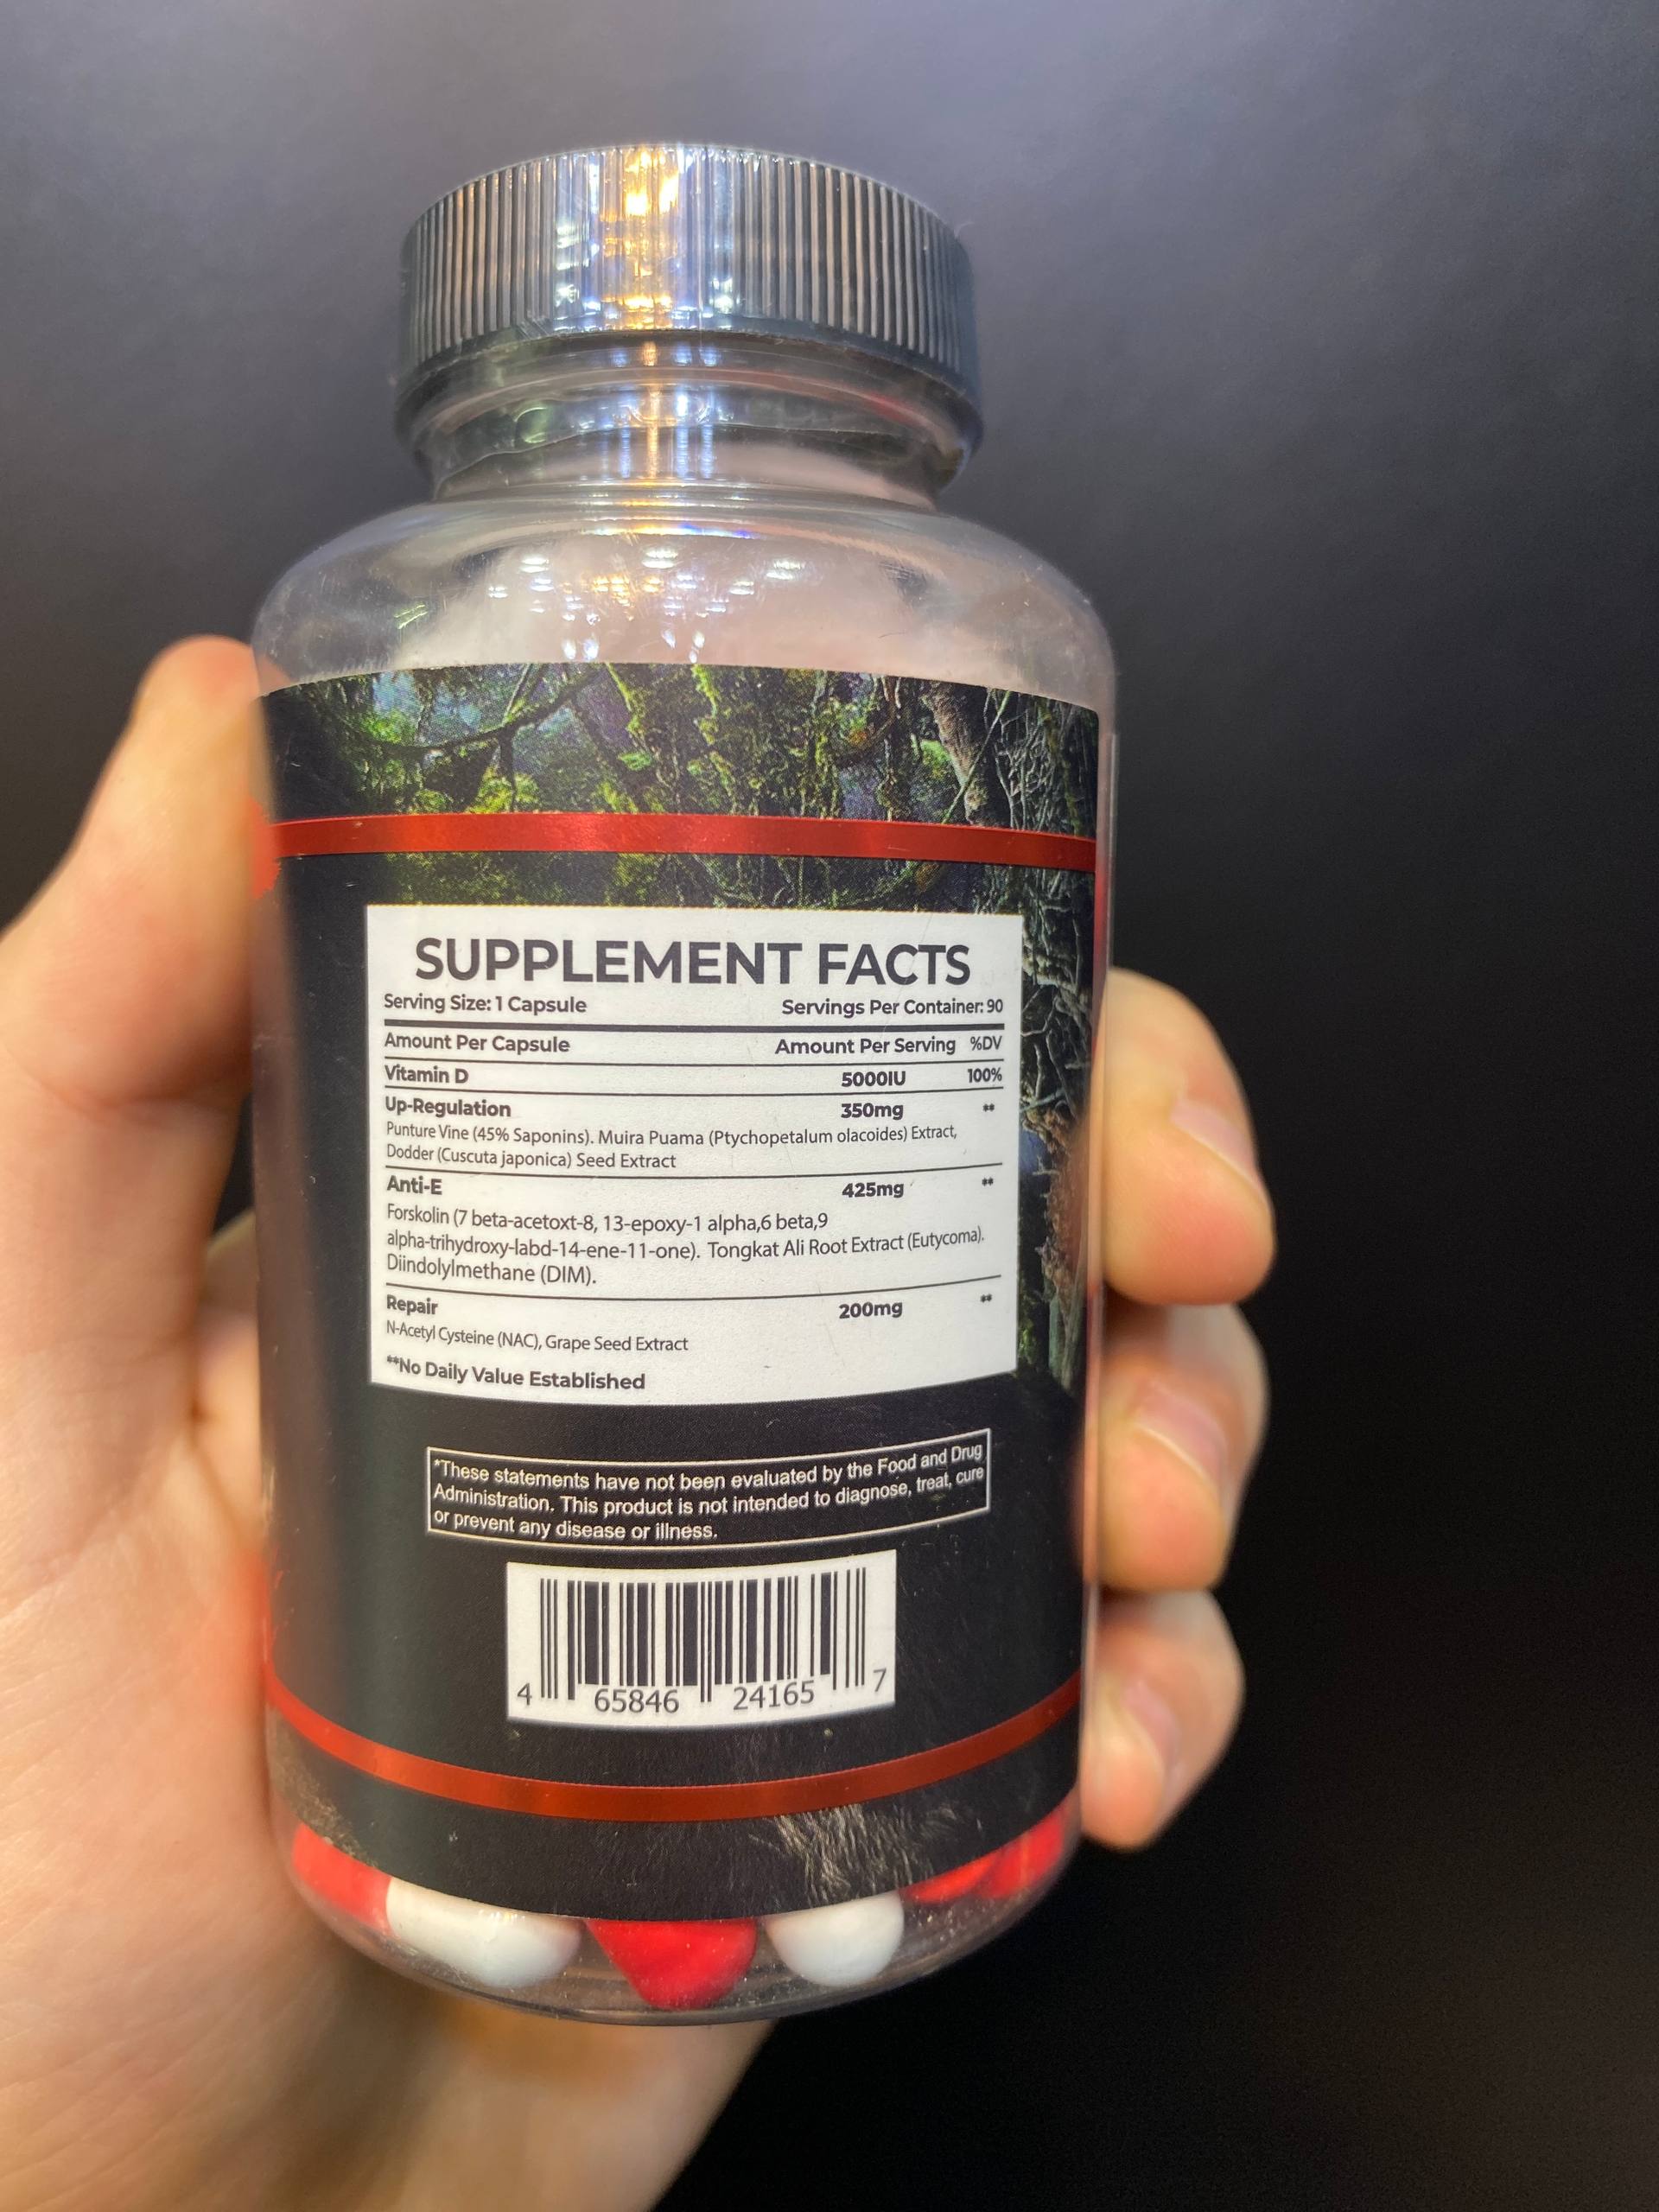 SUPPLEMENT FACTS
Serving Size: 1 Capsule Servings Per Container: 90
Amount Per Capsule Amount Per Serving %DV
Vitamin D 5000IU 100%
Up-Regulation 350mg **
Punture Vine (45% Saponins). Muira Puama (Ptychopetalum olacoides) Extract,
Dodder (Cuscuta japonica) Seed Extract
Anti-E 425mg **
Forskolin (7 beta-acetoxt-8, 13-epoxy-1 alpha,6 beta,9
alpha-trihydroxy-labd-14-ene-11-one). Tongkat Ali Root Extract (Eutycoma).
Diindolylmethane (DIM).
Repair 200mg **
N-Acetyl Cysteine (NAC), Grape Seed Extract
**No Daily Value Established
*These statements have not been evaluated by the Food and Drug
Administration. This product is not intended to diagnose, treat, cure
or prevent any disease or illness.
4 65846 24165 7